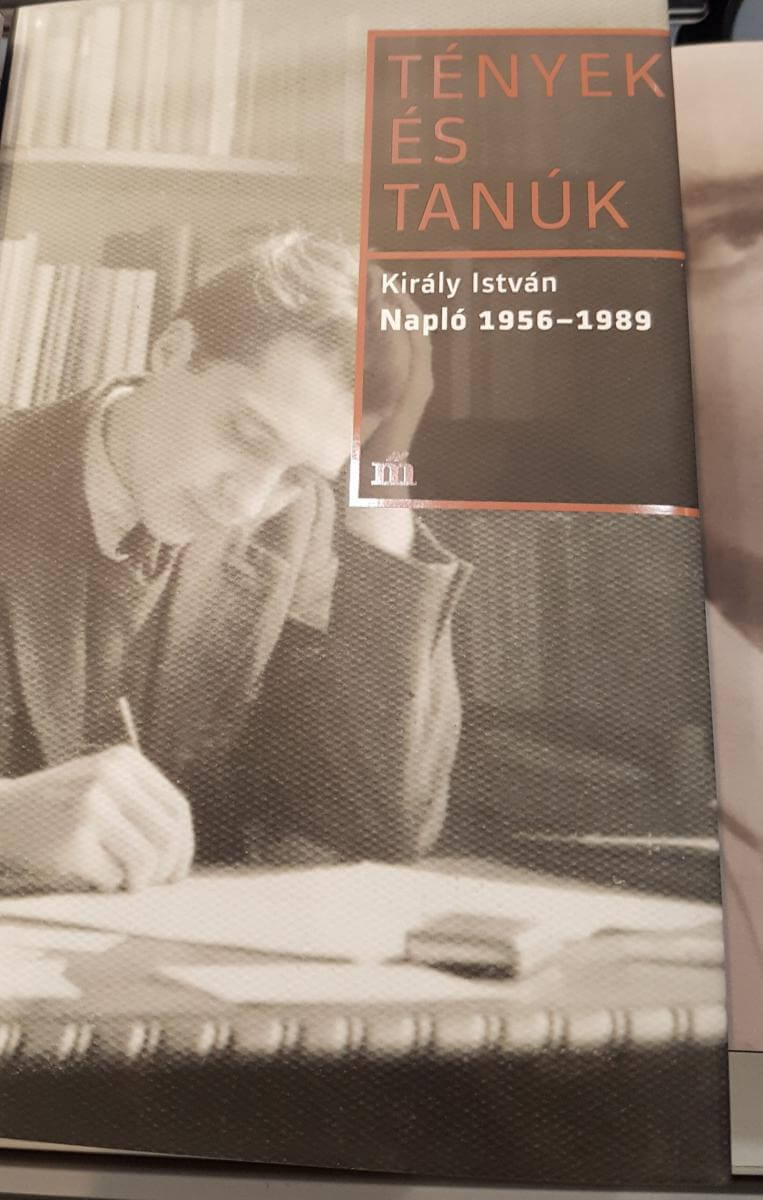 TÉNYEK
ÉS
TANÚK
Király István
Napló 1956–1989
m